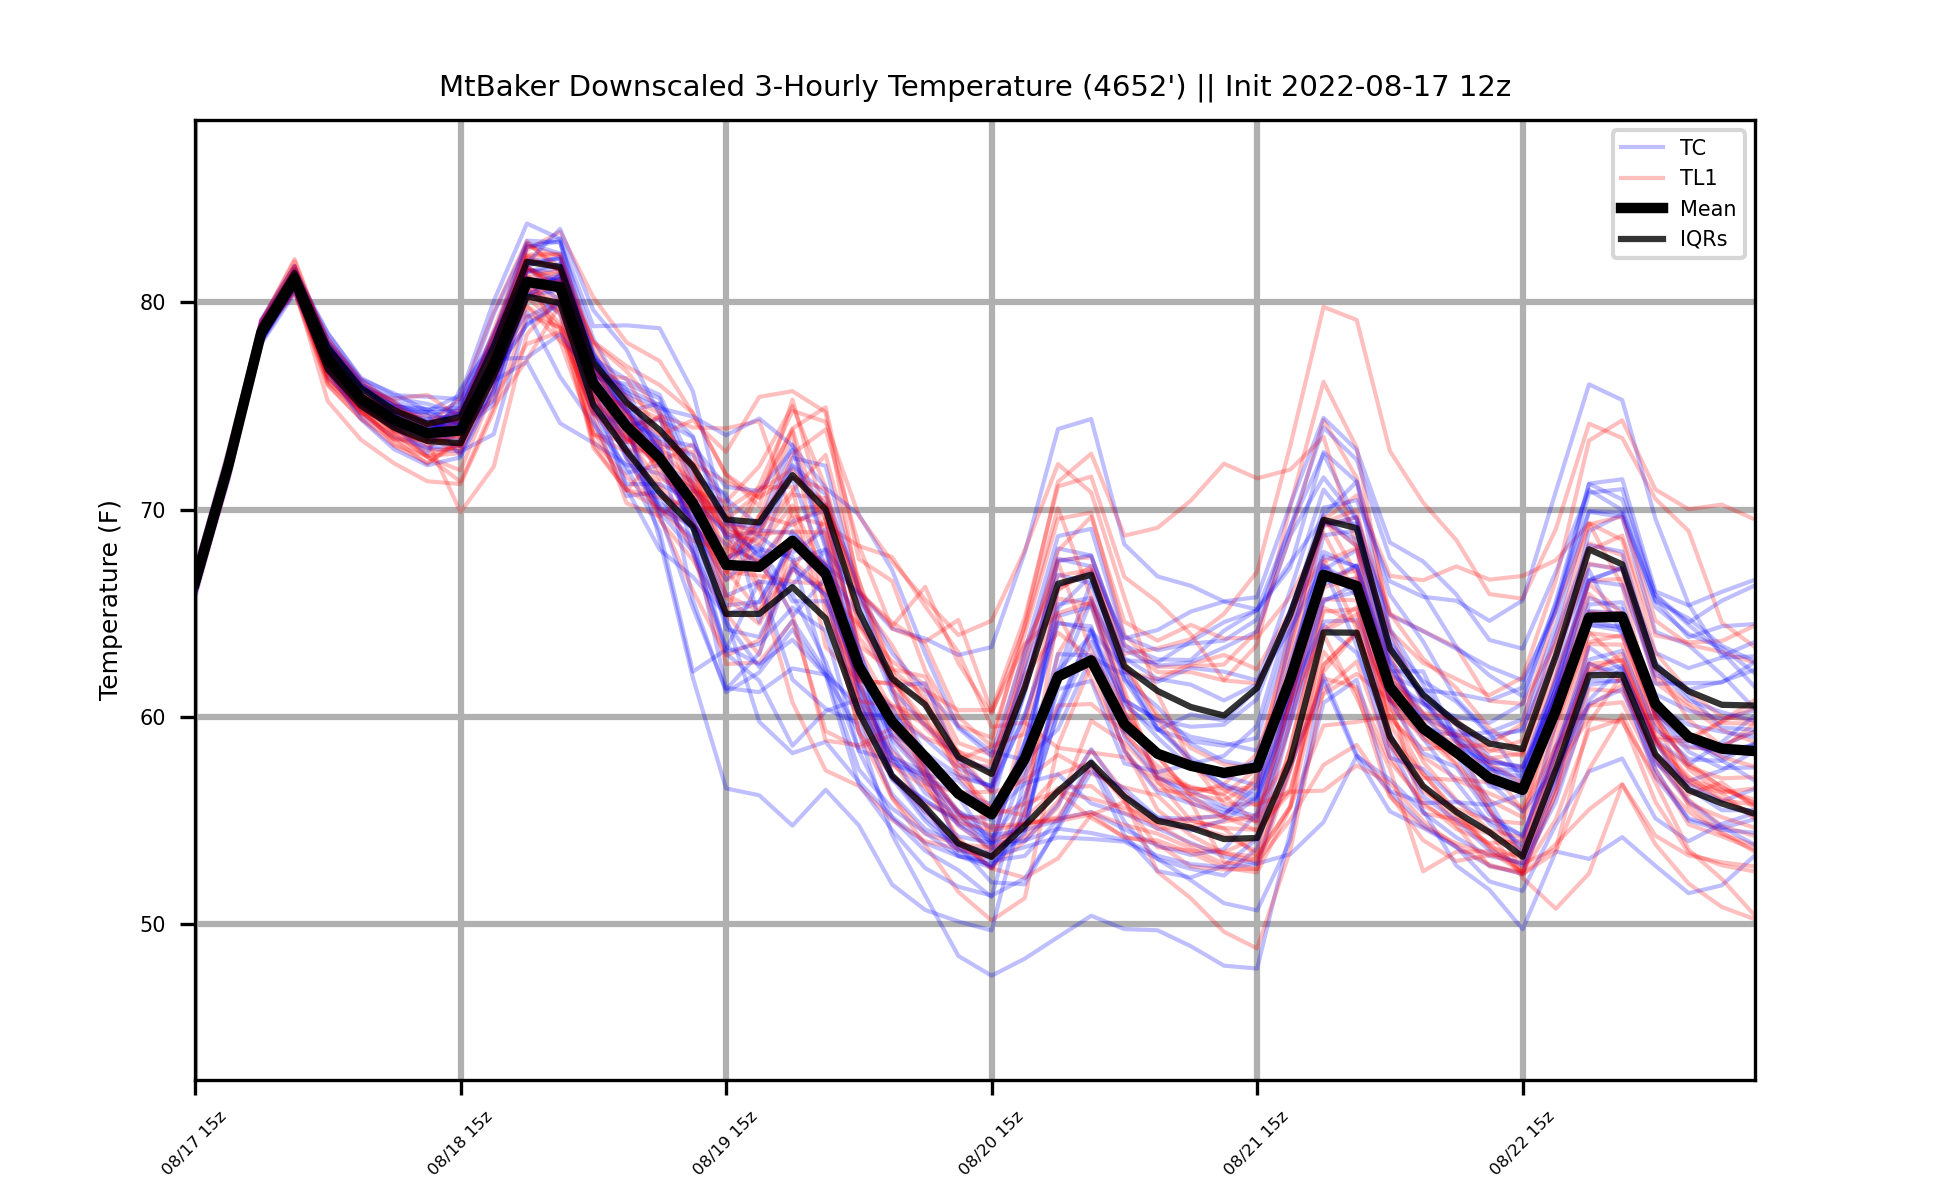 MtBaker Downscaled 3-Hourly Temperature (4652') || Init 2022-08-17 12z
TC
TL1
Mean
IQRs
Temperature (F)
80
70
60
50
08/17 15z
08/18 15z
08/19 15z
08/20 15z
08/21 15z
08/22 15z